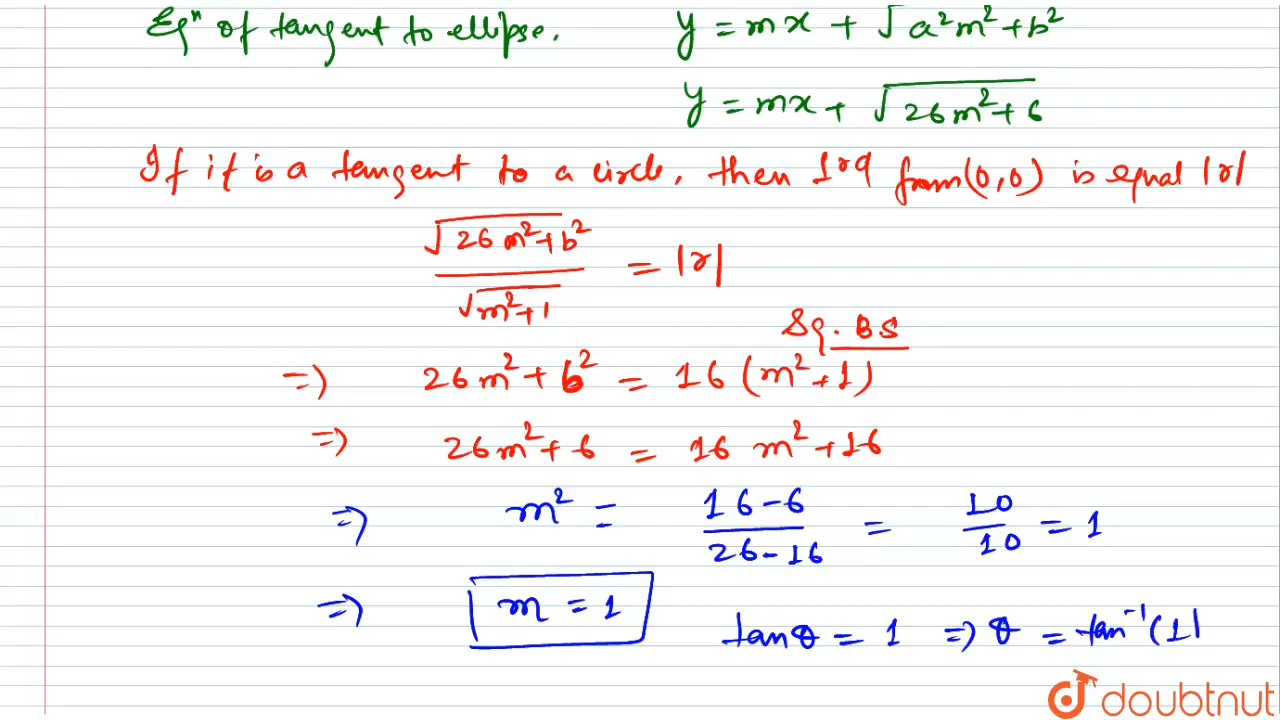 Eqⁿ of tangent to ellipse. y = mx + √a²m²+b²
y = mx + √26m²+6
If it is a tangent to a circle, then 1rq from (0,0) is equal |r|
√26m²+b² / √m²+1 = |r|
Sq. BS
=> 26m² + b² = 16 (m²+1)
=> 26m²+6 = 16 m²+16
=> m² = 16-6 / 26-16 = 10 / 10 = 1
=> m = 1
tanθ = 1 => θ = tan⁻¹(1)
doubtnut